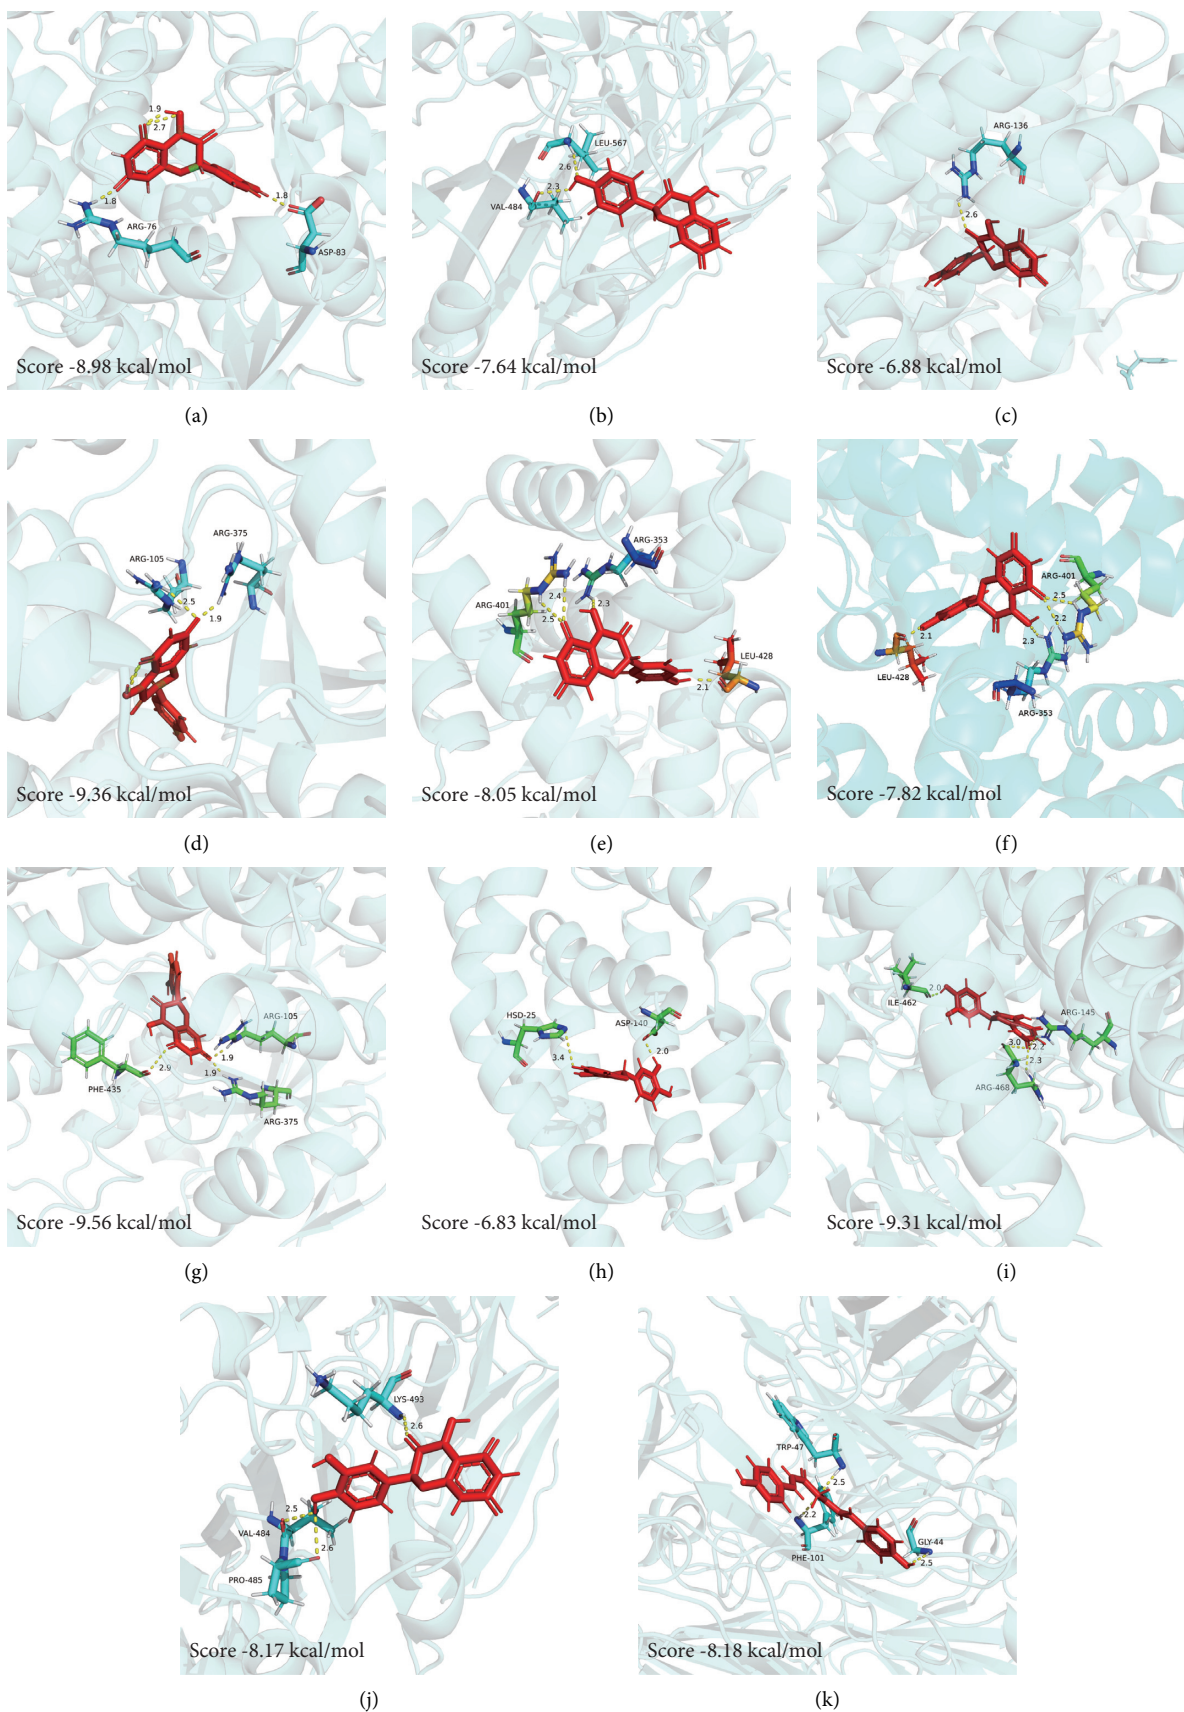 1.9
2.7
1.8
1.8
ARG-76
ASP-83
Score -8.98 kcal/mol
(a)
LEU-567
2.6
2.3
VAL-484
Score -7.64 kcal/mol
(b)
ARG-136
2.6
Score -6.88 kcal/mol
(c)
ARG-375
ARG-105
2.5
1.9
Score -9.36 kcal/mol
(d)
ARG-353
2.4
2.3
ARG-401
2.5
LEU-428
2.1
Score -8.05 kcal/mol
(e)
ARG-401
2.5
2.2
2.1
2.3
LEU-428
ARG-353
Score -7.82 kcal/mol
(f)
ARG-105
1.9
2.9
1.9
PHE-435
ARG-375
Score -9.56 kcal/mol
(g)
HSD-25
ASP-140
2.0
3.4
Score -6.83 kcal/mol
(h)
2.0
ILE-462
ARG-145
3.0
2.2
2.3
ARG-468
Score -9.31 kcal/mol
(i)
LYS-493
2.6
2.5
VAL-484
2.6
PRO-485
Score -8.17 kcal/mol
(j)
TRP-47
2.5
2.2
PHE-101
GLY-44
2.5
Score -8.18 kcal/mol
(k)